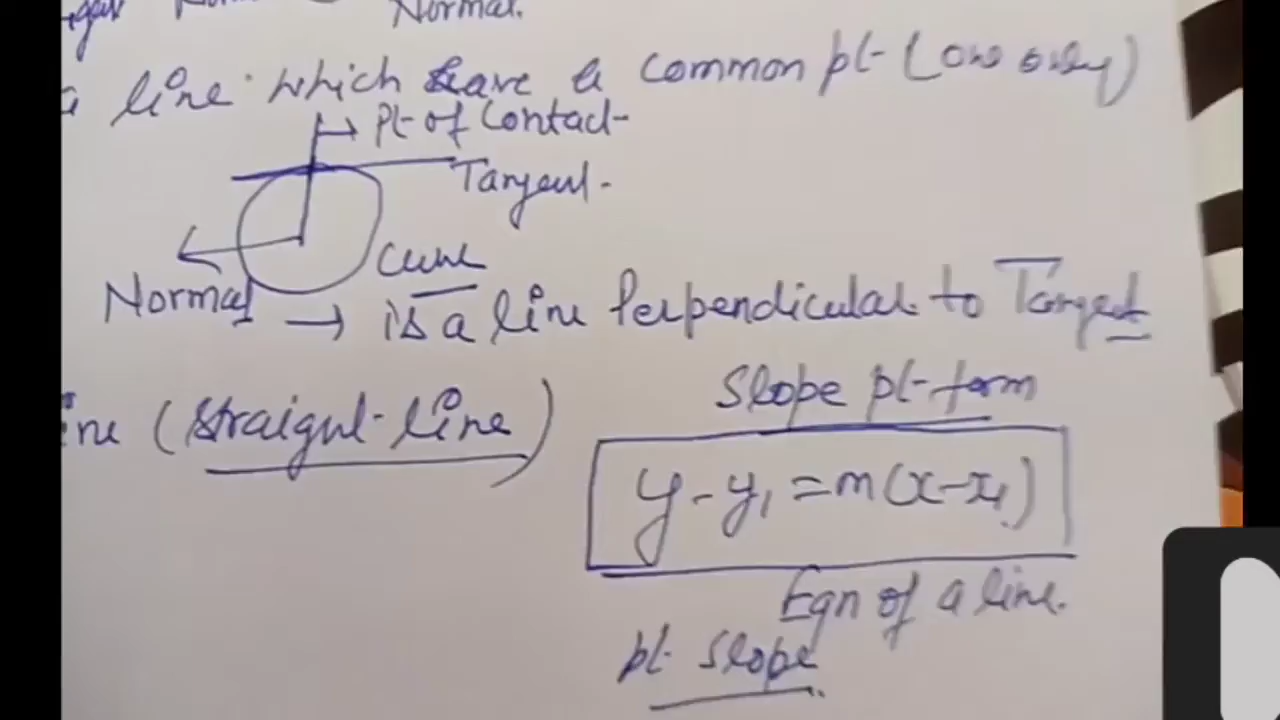 Normal.
a line which have a common pt (one only)
Pt of Contact
Tangent.
Curve
Normal → is a line Perpendicular to Tangent
ine (straight line)
Slope pt form
y - y₁ = m(x - x₁)
Eqn of a line.
pt slope